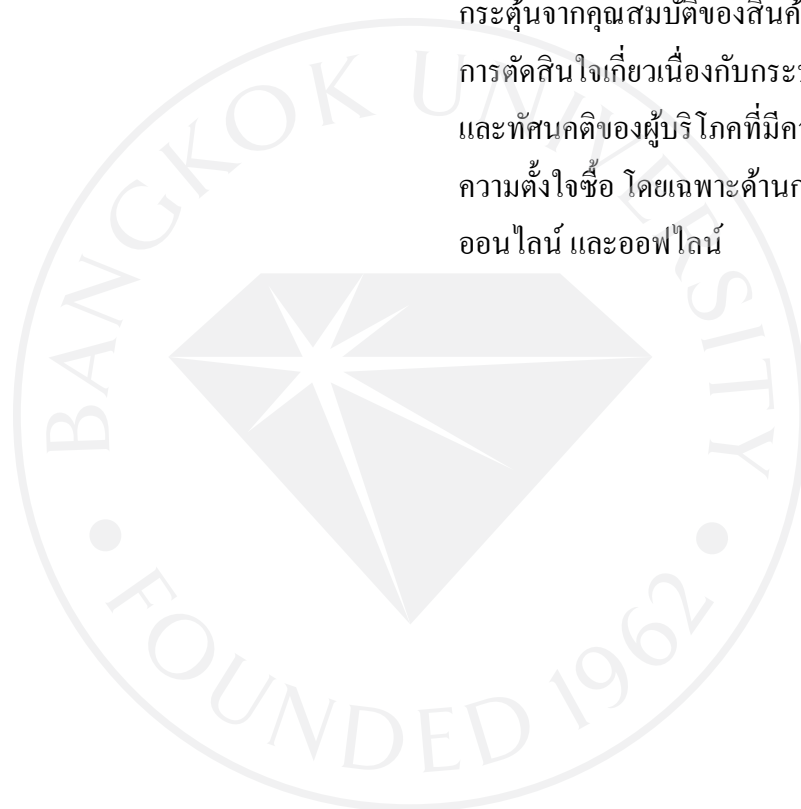 กระตุ้นจากคุณสมบัติของสินค้
การตัดสินใจเกี่ยวเนื่องกับกระบ
และทัศนคติของผู้บริโภคที่มีคว
ความตั้งใจซื้อ โดยเฉพาะด้านก
ออนไลน์ และออฟไลน์
BANGKOK UNIVERSITY
FOUNDED 1962